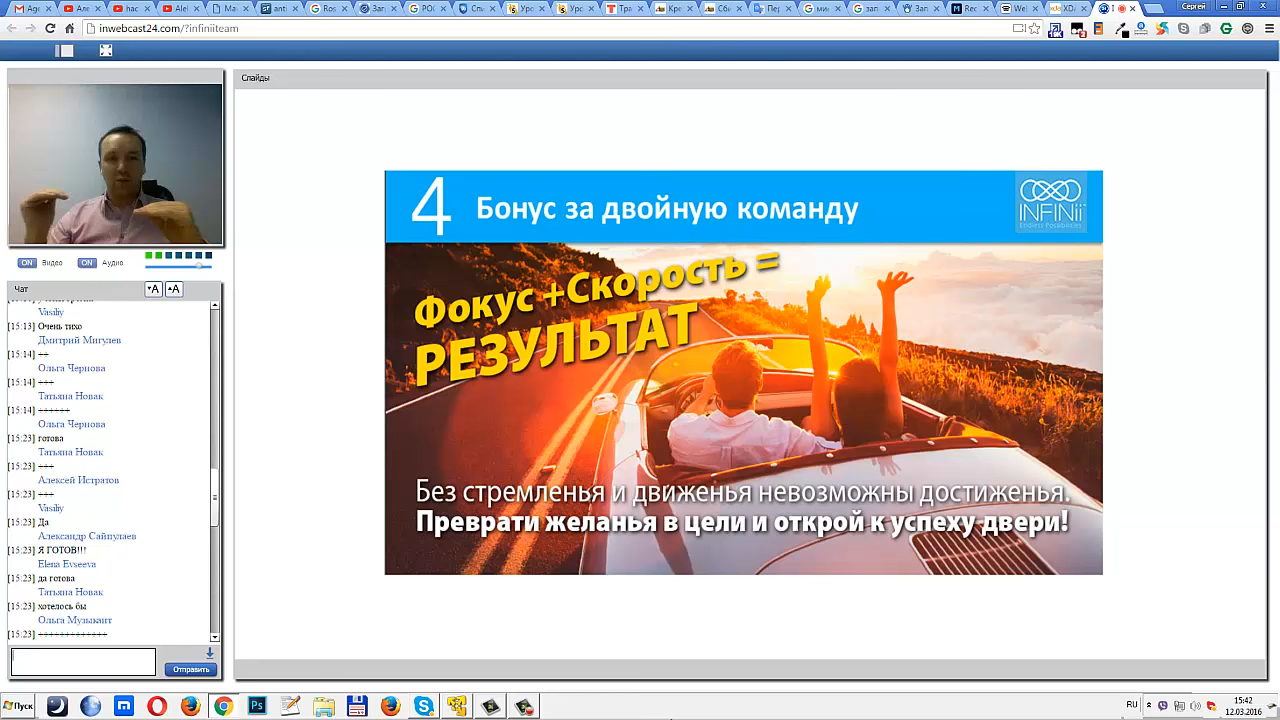 Сергей
inwebcast24.com/?infiniiteam
Слайды
ON Видео ON Аудио
Чат
Vasiliy
[15:13] Очень тихо
Дмитрий Мигулев
[15:14] ++
Ольга Чернова
[15:14] +++
Татьяна Новак
[15:14] ++++++
Ольга Чернова
[15:23] готова
Татьяна Новак
[15:23] +++
Алексей Истратов
[15:23] +++
Vasiliy
[15:23] Да
Александр Сайпулаев
[15:23] Я ГОТОВ!!!
Elena Evseeva
[15:23] да готова
Татьяна Новак
[15:23] хотелось бы
Ольга Музыкант
[15:23] +++++++++++++
Отправить
4 Бонус за двойную команду
INFINii
Endless Possibilities
Фокус +Скорость =
РЕЗУЛЬТАТ
Без стремленья и движенья невозможны достиженья.
Преврати желанья в цели и открой к успеху двери!
Пуск
RU
15:42
12.03.2016